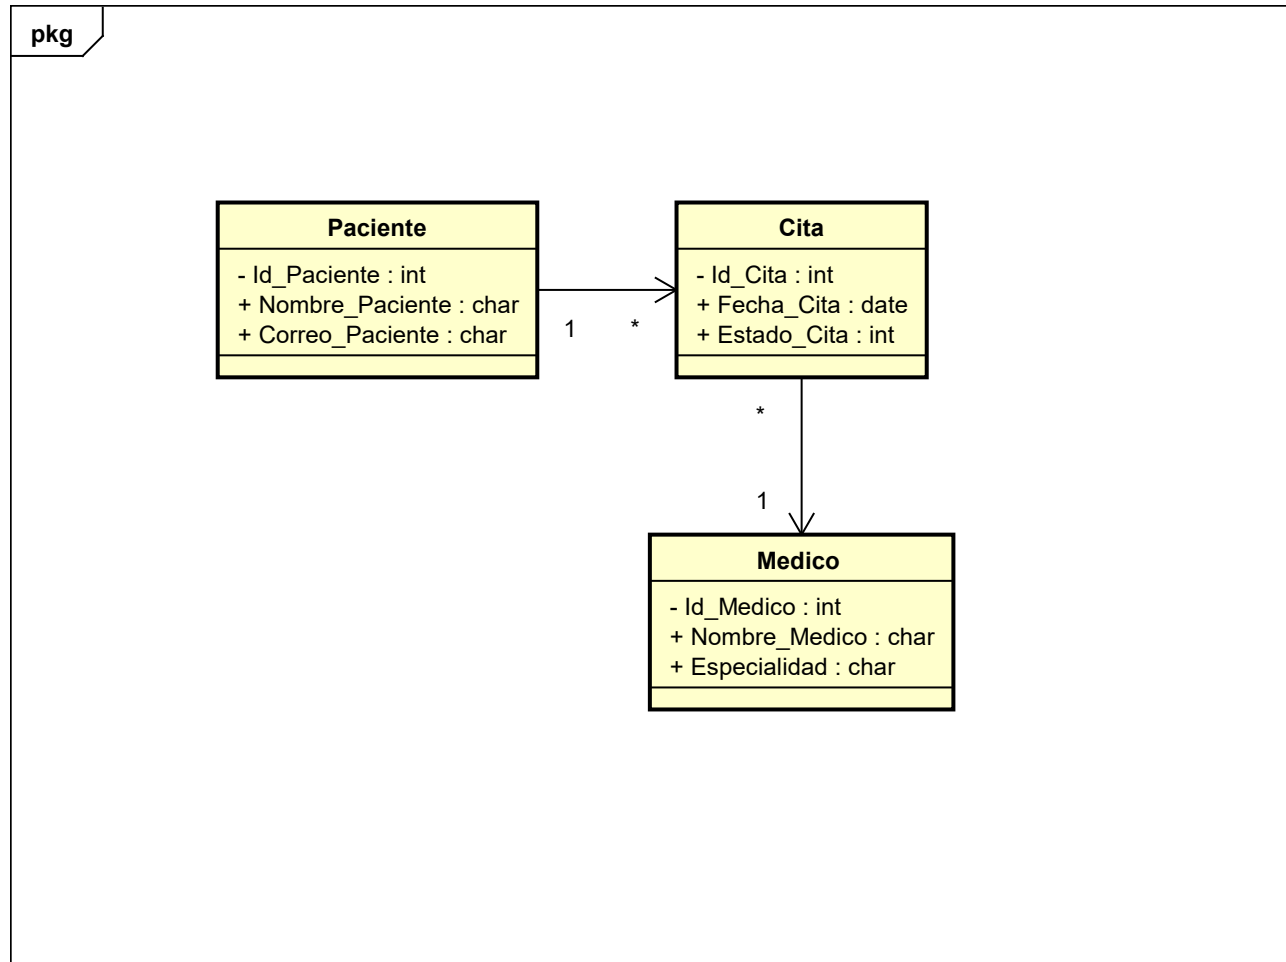 pkg
Paciente
- Id_Paciente : int
+ Nombre_Paciente : char
+ Correo_Paciente : char
1
*
Cita
- Id_Cita : int
+ Fecha_Cita : date
+ Estado_Cita : int
*
1
Medico
- Id_Medico : int
+ Nombre_Medico : char
+ Especialidad : char